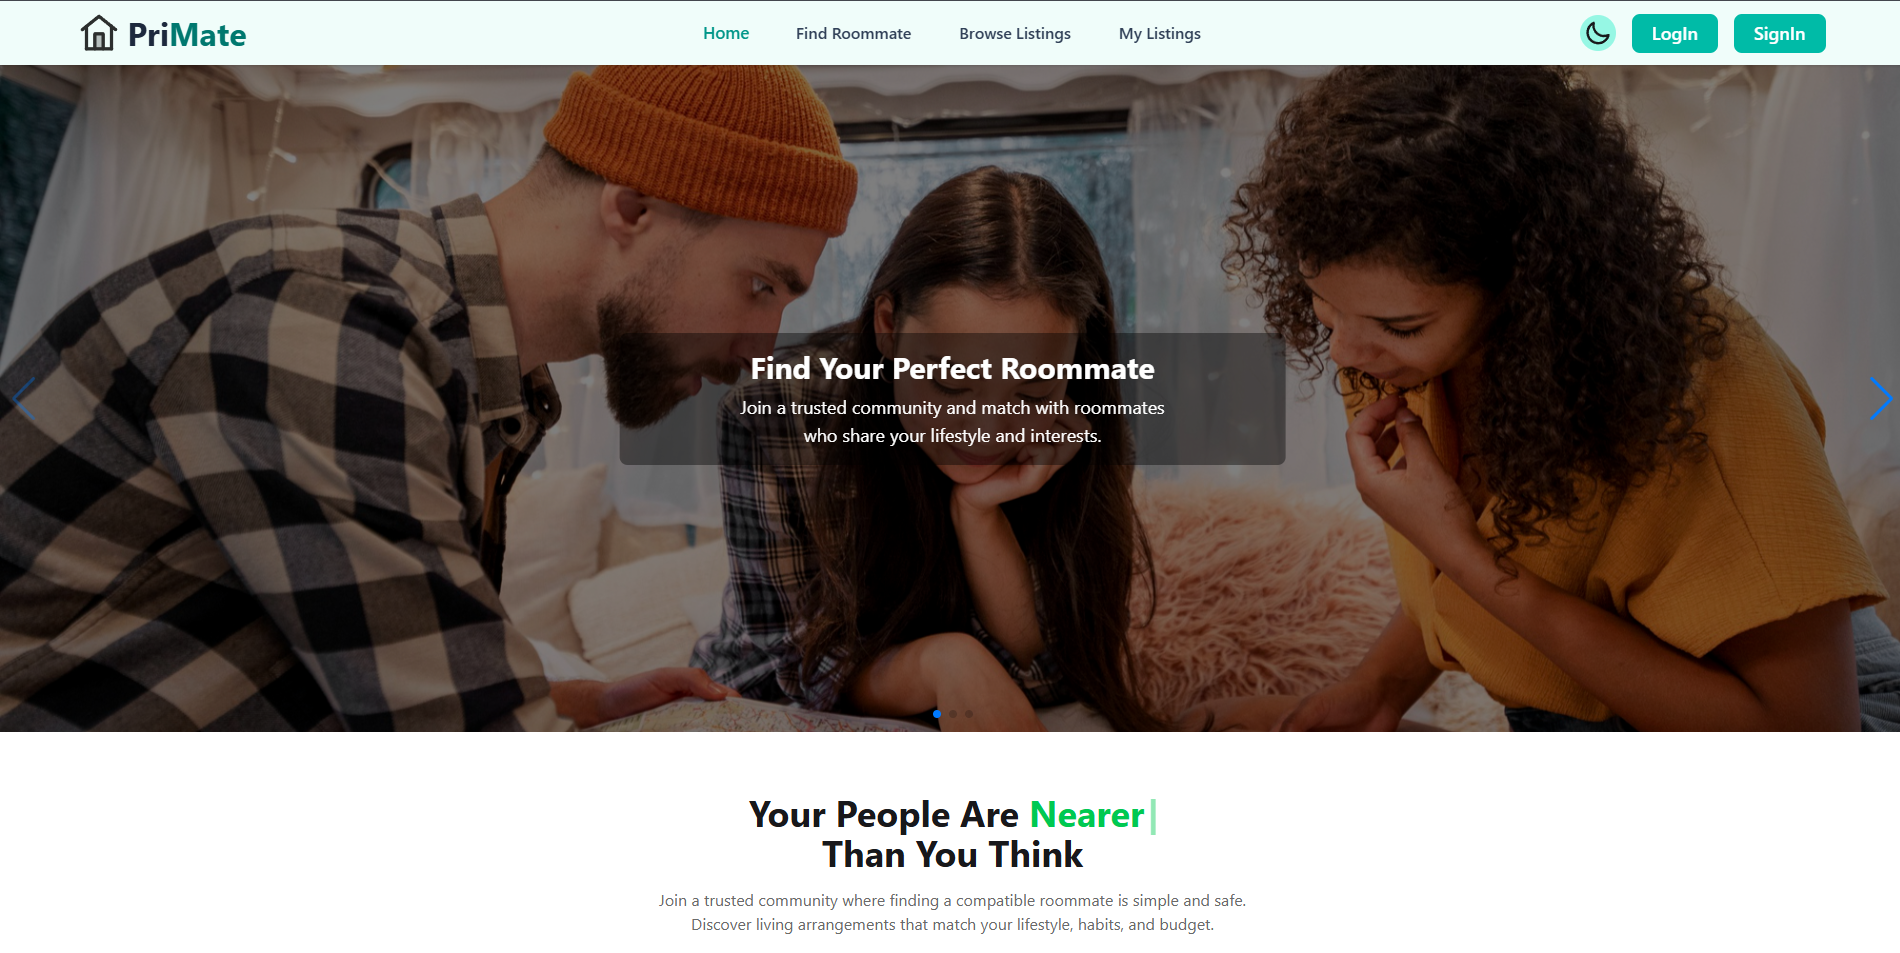 PriMate
Home
Find Roommate
Browse Listings
My Listings
LogIn
SignIn
Find Your Perfect Roommate
Join a trusted community and match with roommates
who share your lifestyle and interests.
Your People Are Nearer|
Than You Think
Join a trusted community where finding a compatible roommate is simple and safe.
Discover living arrangements that match your lifestyle, habits, and budget.